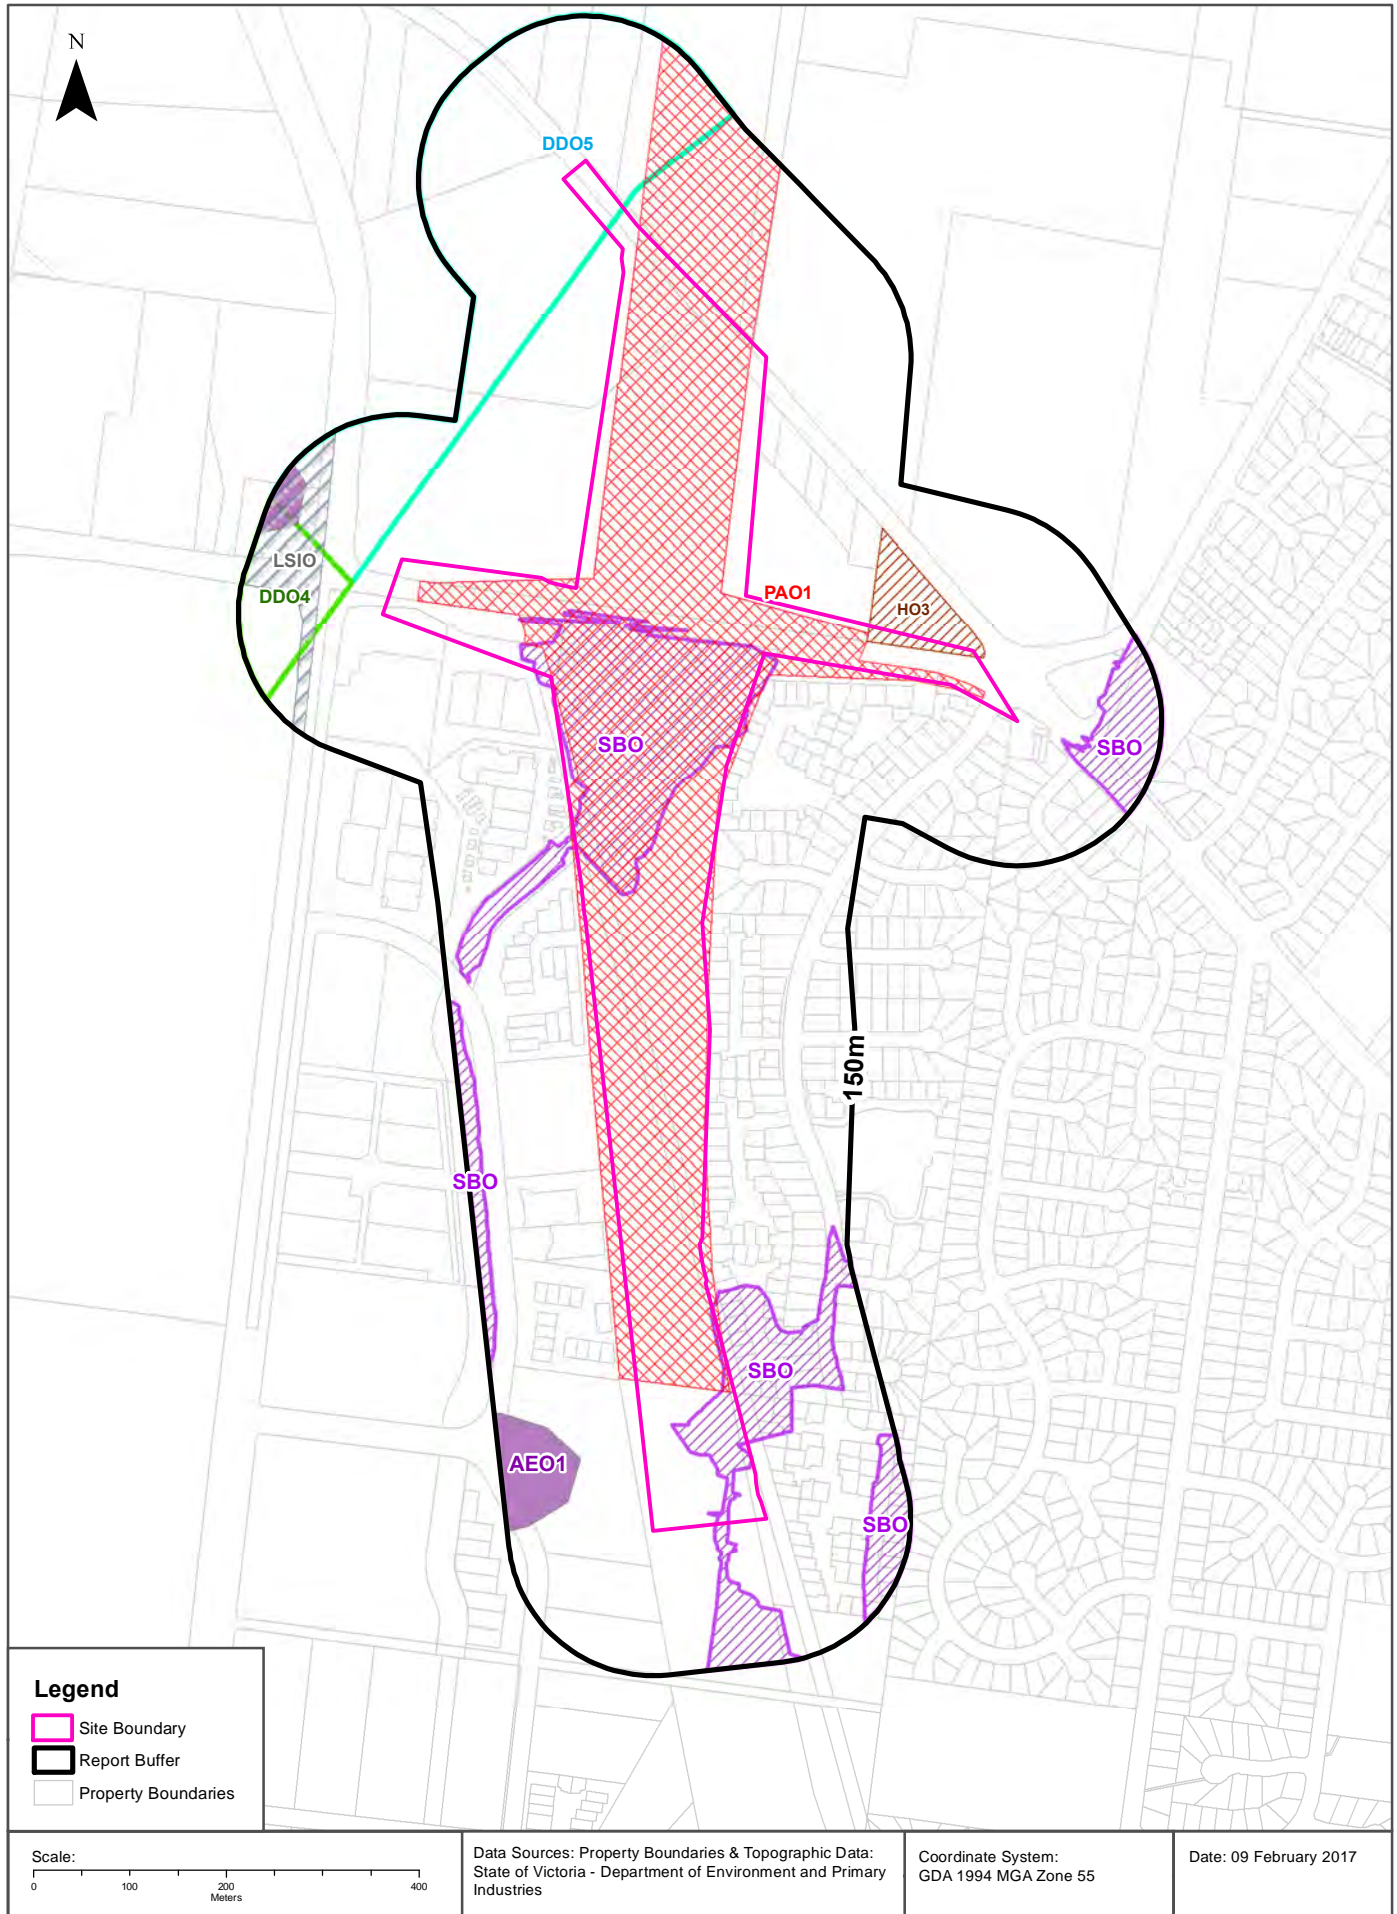 N
DDO5
LSIO
DDO4
PAO1
HO3
SBO
SBO
150m
SBO
SBO
AEO1
SBO
Legend
Site Boundary
Report Buffer
Property Boundaries
Scale:
0 100 200 400
Meters
Data Sources: Property Boundaries & Topographic Data:
State of Victoria - Department of Environment and Primary
Industries
Coordinate System:
GDA 1994 MGA Zone 55
Date: 09 February 2017